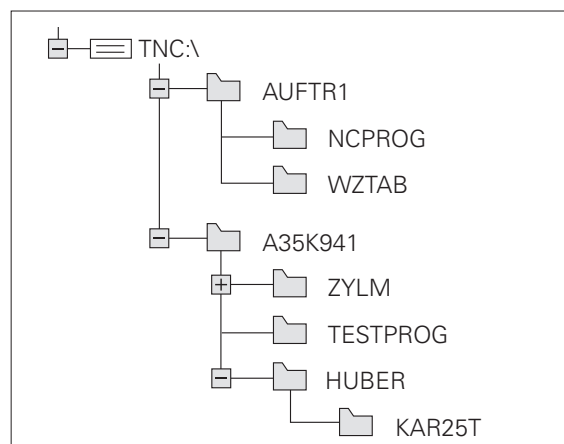 TNC:\
AUFTR1
NCPROG
WZTAB
A35K941
ZYLM
TESTPROG
HUBER
KAR25T